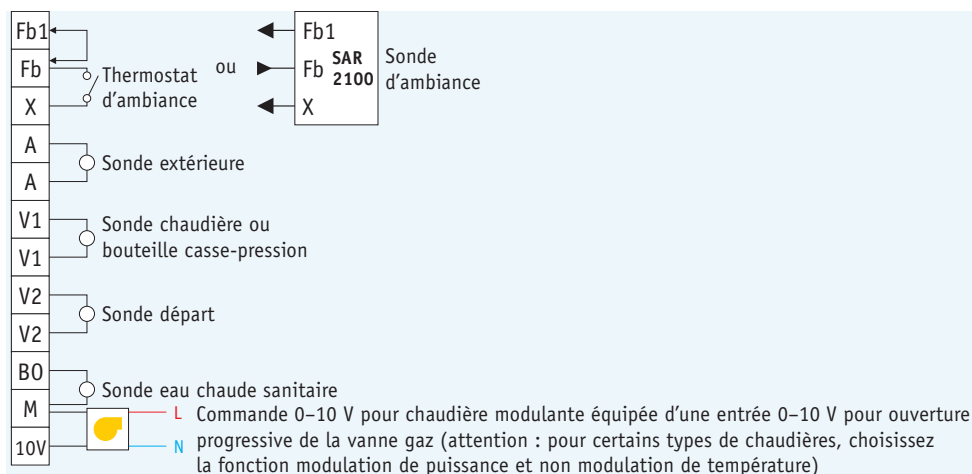 Fb1
Fb
X
A
A
V1
V1
V2
V2
BO
M
10V
Thermostat
d’ambiance
ou
Fb1
Fb
X
SAR
2100
Sonde
d’ambiance
Sonde extérieure
Sonde chaudière ou
bouteille casse-pression
Sonde départ
Sonde eau chaude sanitaire
L
N
Commande 0–10 V pour chaudière modulante équipée d’une entrée 0–10 V pour ouverture
progressive de la vanne gaz (attention : pour certains types de chaudières, choisissez
la fonction modulation de puissance et non modulation de température)